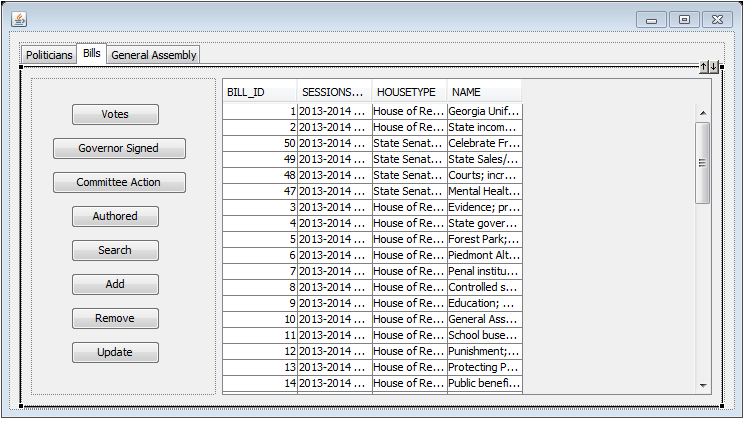 Politicians Bills General Assembly
BILL_ID SESSIONS... HOUSETYPE NAME
Votes
Governor Signed
Committee Action
Authored
Search
Add
Remove
Update
1 2013-2014 ... House of Re... Georgia Unif...
2 2013-2014 ... House of Re... State incom...
50 2013-2014 ... State Senat... Celebrate Fr...
49 2013-2014 ... State Senat... State Sales/...
48 2013-2014 ... State Senat... Courts; incr...
47 2013-2014 ... State Senat... Mental Healt...
3 2013-2014 ... House of Re... Evidence; pr...
4 2013-2014 ... House of Re... State gover...
5 2013-2014 ... House of Re... Forest Park;...
6 2013-2014 ... House of Re... Piedmont Alt...
7 2013-2014 ... House of Re... Penal institu...
8 2013-2014 ... House of Re... Controlled s...
9 2013-2014 ... House of Re... Education; ...
10 2013-2014 ... House of Re... General Ass...
11 2013-2014 ... House of Re... School buse...
12 2013-2014 ... House of Re... Punishment;...
13 2013-2014 ... House of Re... Protecting P...
14 2013-2014 ... House of Re... Public benefi...